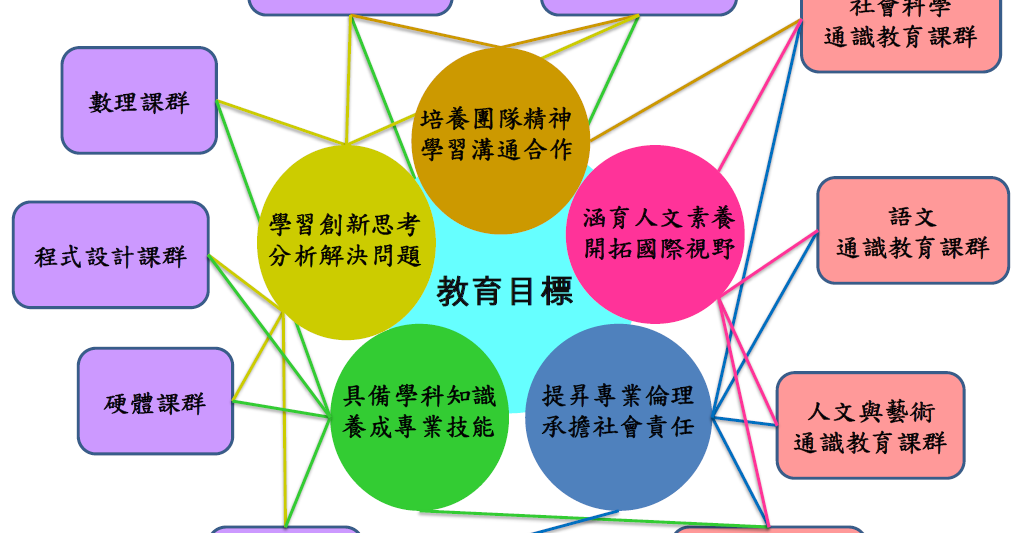 社會科學
通識教育課群
數理課群
培養團隊精神
學習溝通合作
學習創新思考
分析解決問題
涵育人文素養
開拓國際視野
語文
通識教育課群
程式設計課群
教育目標
硬體課群
具備學科知識
養成專業技能
提昇專業倫理
承擔社會責任
人文與藝術
通識教育課群